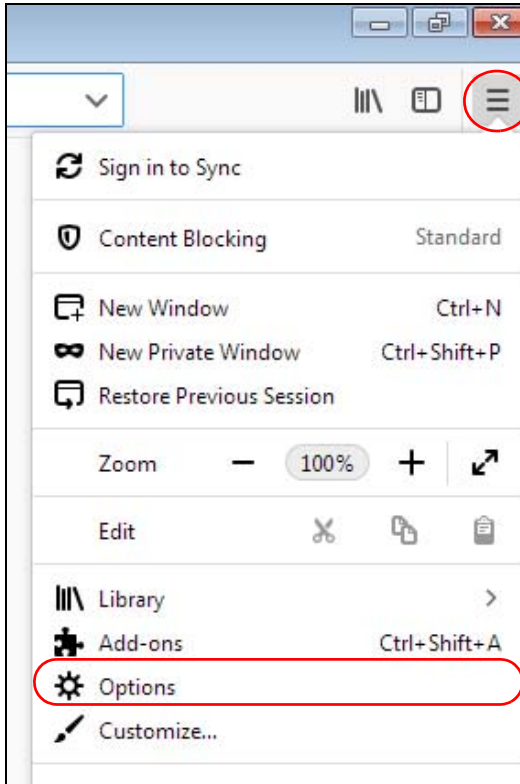 Sign in to Sync
Content Blocking Standard
New Window Ctrl+N
New Private Window Ctrl+Shift+P
Restore Previous Session
Zoom 100%
Edit
Library
Add-ons Ctrl+Shift+A
Options
Customize...